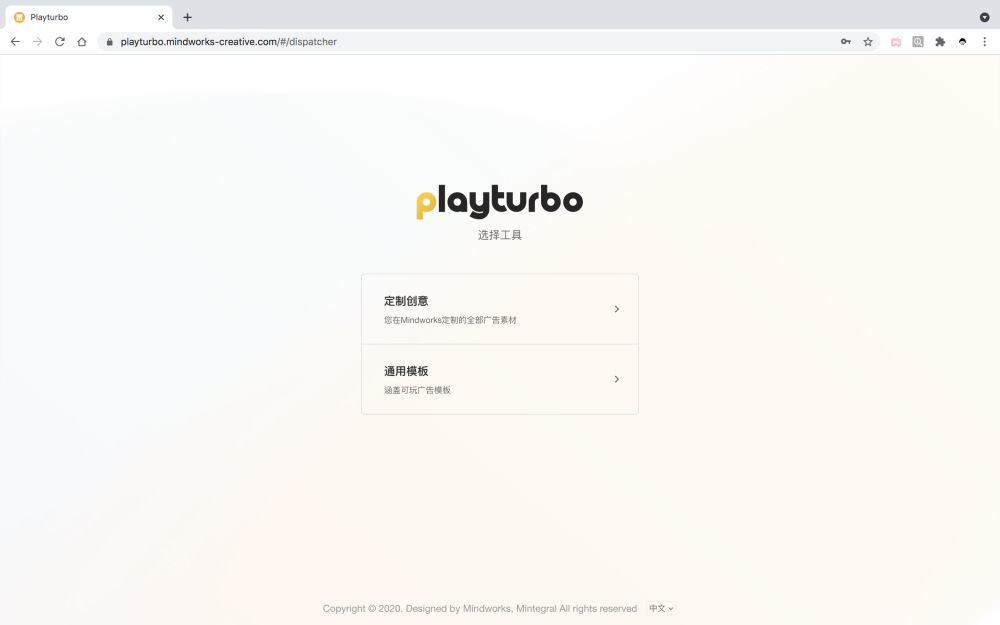 Playturbo
playturbo.mindworks-creative.com/#/dispatcher
playturbo
选择工具
定制创意
您在Mindworks定制的全部广告素材
通用模板
涵盖可玩广告模板
Copyright © 2020. Designed by Mindworks, Mintegral All rights reserved 中文